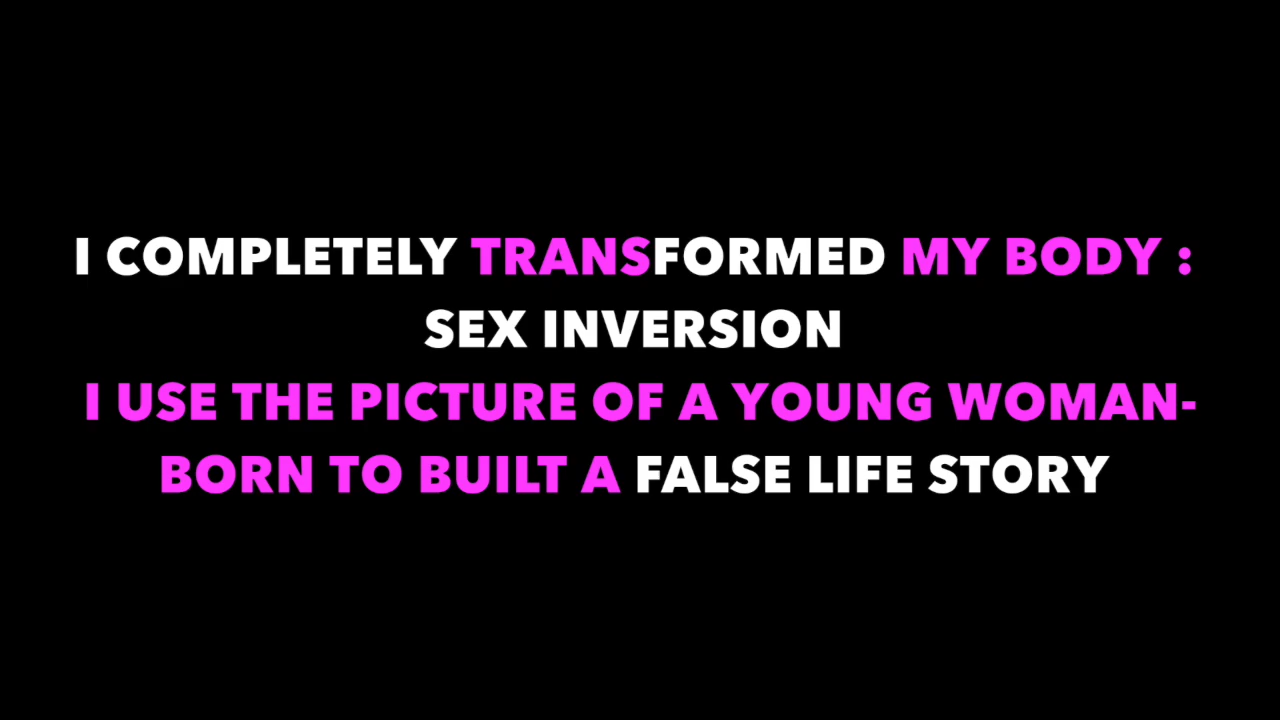 I COMPLETELY TRANSFORMED MY BODY :
SEX INVERSION
I USE THE PICTURE OF A YOUNG WOMAN-
BORN TO BUILT A FALSE LIFE STORY